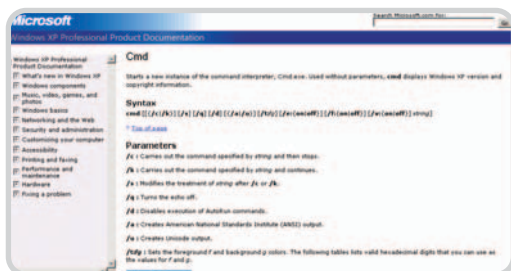 Microsoft
Search Microsoft.com for:
Windows XP Professional Product Documentation
Windows XP Professional
Product Documentation
What's new in Windows XP
Windows components
Music, video, games, and
photos
Windows basics
Networking and the Web
Security and administration
Customizing your computer
Accessibility
Printing and faxing
Performance and
maintenance
Hardware
Fixing a problem
Cmd
Starts a new instance of the command interpreter, Cmd.exe. Used without parameters, cmd displays Windows XP version and
copyright information.
Syntax
cmd [[{/c|/k}] [/s] [/q] [/d] [{/a|/u}] [/t:fg] [/e:{on|off}] [/f:{on|off}] [/v:{on|off}] string]
Top of page
Parameters
/c : Carries out the command specified by string and then stops.
/k : Carries out the command specified by string and continues.
/s : Modifies the treatment of string after /c or /k.
/q : Turns the echo off.
/d : Disables execution of AutoRun commands.
/a : Creates American National Standards Institute (ANSI) output.
/u : Creates Unicode output.
/t:fg : Sets the foreground f and background g colors. The following tables lists valid hexadecimal digits that you can use as
the values for f and g.